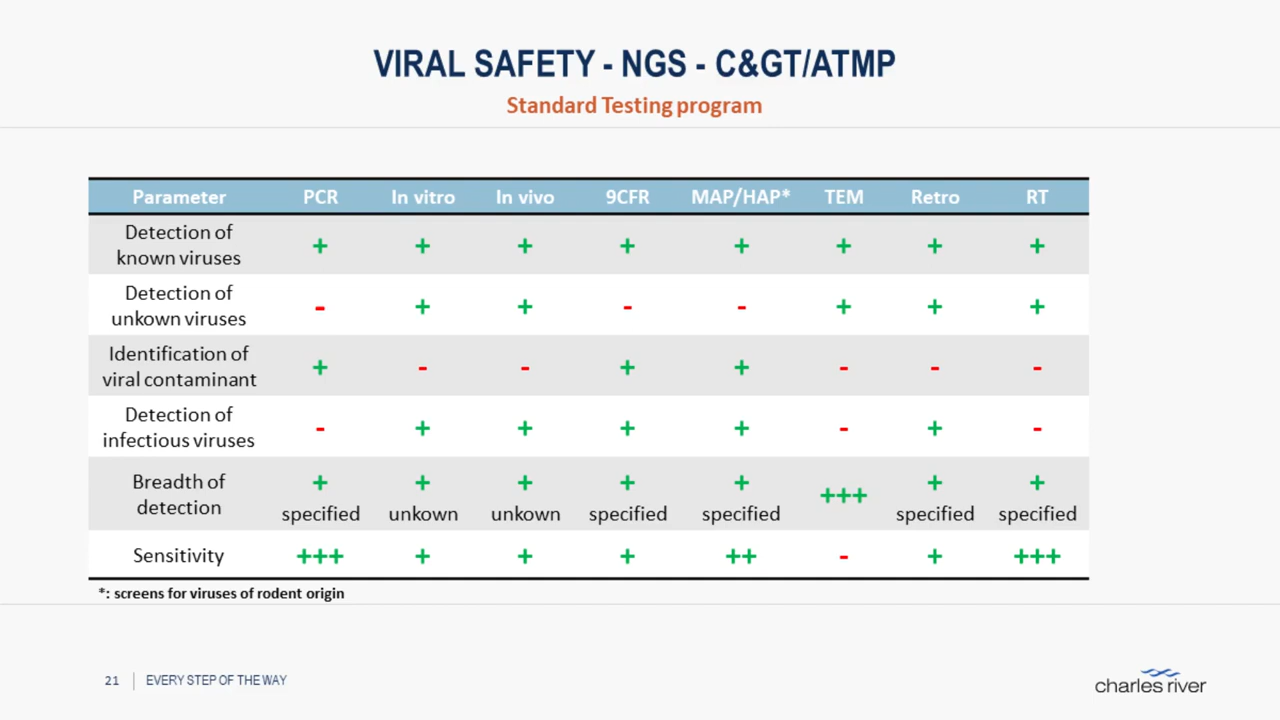 VIRAL SAFETY - NGS - C&GT/ATMP
Standard Testing program
Parameter PCR In vitro In vivo 9CFR MAP/HAP* TEM Retro RT
Detection of
known viruses + + + + + + + +
Detection of
unkown viruses - + + - - + + +
Identification of
viral contaminant + - - + + - - -
Detection of
infectious viruses - + + + + - + -
Breadth of
detection + + + + + +++ + +
specified unkown unkown specified specified specified specified
Sensitivity +++ + + + ++ - + +++
*: screens for viruses of rodent origin
21 EVERY STEP OF THE WAY
charles river